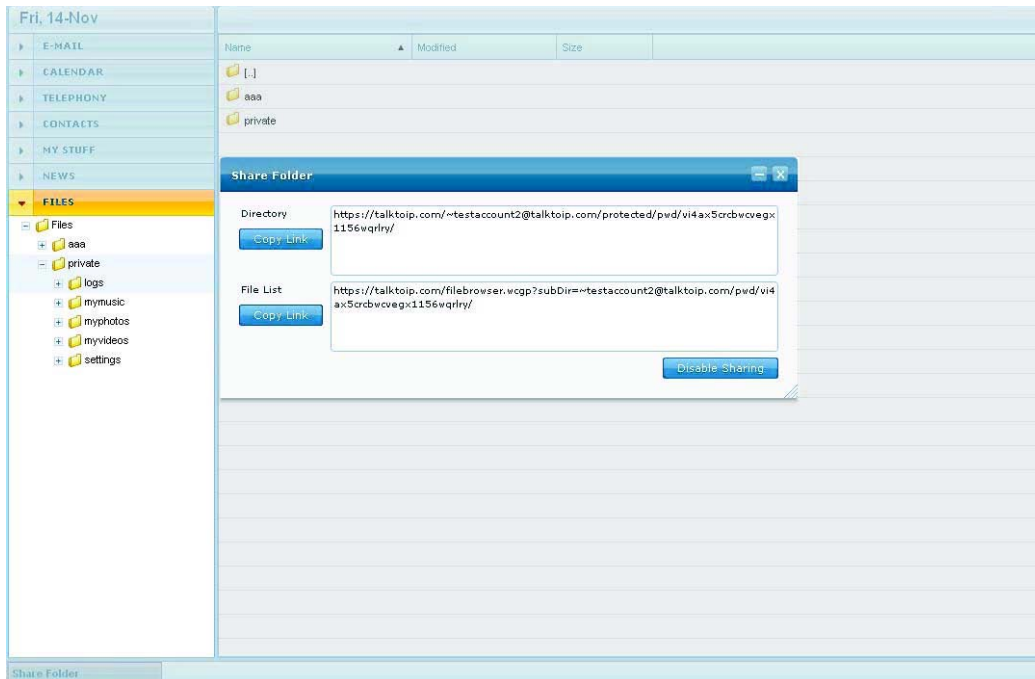 Fri, 14-Nov
E-MAIL
CALENDAR
TELEPHONY
CONTACTS
MY STUFF
NEWS
FILES
Files
aaa
private
logs
mymusic
myphotos
myvideos
settings
Name Modified Size
[..]
aaa
private
Share Folder
Directory
Copy Link
https://talktoip.com/~testaccount2@talktoip.com/protected/pwd/vi4ax5crcbwcvegx
1156wqrlry/
File List
Copy Link
https://talktoip.com/filebrowser.wcgp?subDir=~testaccount2@talktoip.com/pwd/vi4
ax5crcbwcvegx1156wqrlry/
Disable Sharing
Share Folder